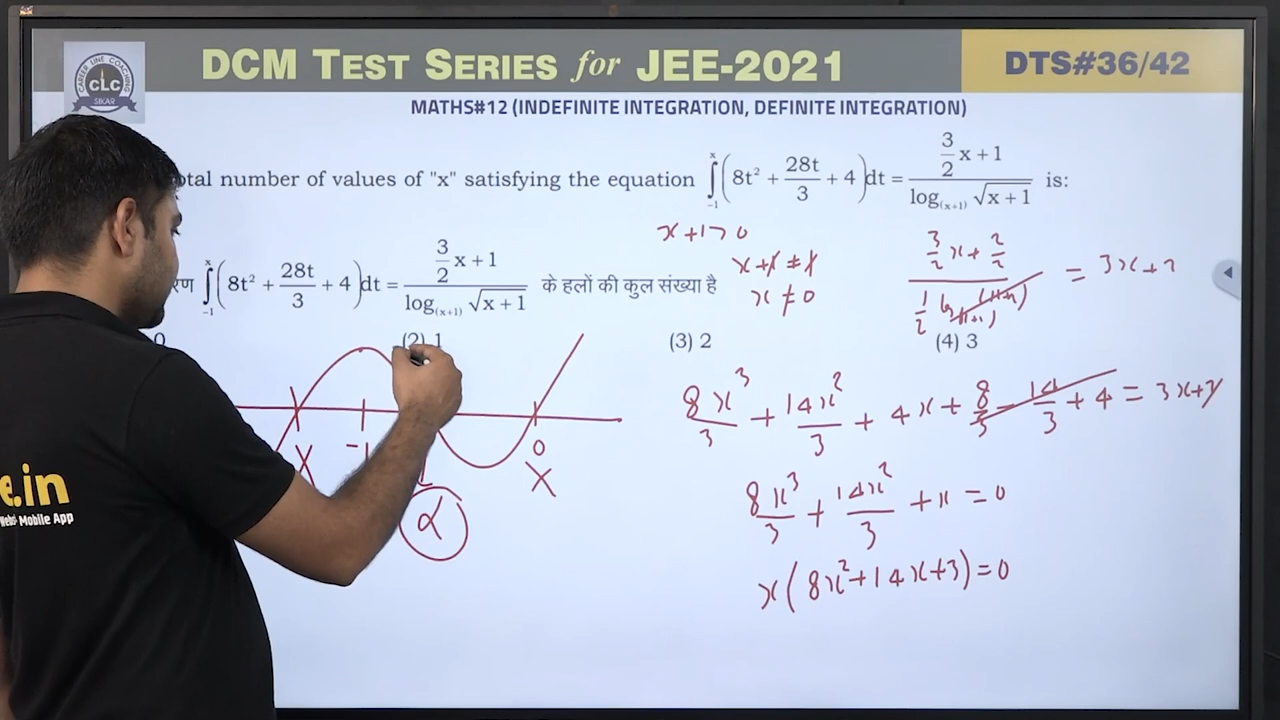 DCM TEST SERIES for JEE-2021
DTS#36/42
CAREER LINE COACHING
CLC
SIKAR
MATHS#12 (INDEFINITE INTEGRATION, DEFINITE INTEGRATION)
otal number of values of "x" satisfying the equation ∫₋₁ˣ (8t² + 28t/3 + 4)dt = (3/2 x + 1)/(log₍ₓ₊₁₎ √(x + 1)) is:
x+1>0
x+1≠1
x≠0
(3/2 x + 2/2)/(1/2
= 3x+2
रण ∫₋₁ˣ (8t² + 28t/3 + 4)dt = (3/2 x + 1)/(log₍ₓ₊₁₎ √(x + 1)) के हलों की कुल संख्या है
0
(2) 1
(3) 2
(4) 3
8x³/3 + 14x²/3 + 4x + 8/3 - 14/3 + 4 = 3x+2
8x³/3 + 14x²/3 + x = 0
x(8x²+14x+3)=0
-1
0
X
X
α
e.in
Mobile App